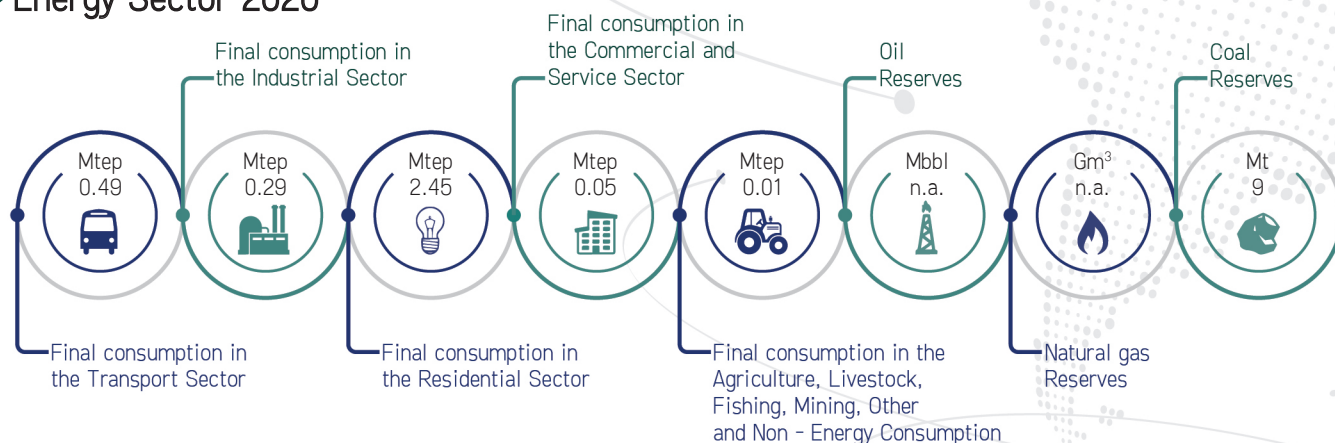 Energy Sector 2020
Final consumption in
the Industrial Sector
Final consumption in
the Commercial and
Service Sector
Oil
Reserves
Coal
Reserves
Mtep
0.49
Mtep
0.29
Mtep
2.45
Mtep
0.05
Mtep
0.01
Mbbl
n.a.
Gm³
n.a.
Mt
9
Final consumption in
the Transport Sector
Final consumption in
the Residential Sector
Final consumption in the
Agriculture, Livestock,
Fishing, Mining, Other
and Non - Energy Consumption
Natural gas
Reserves